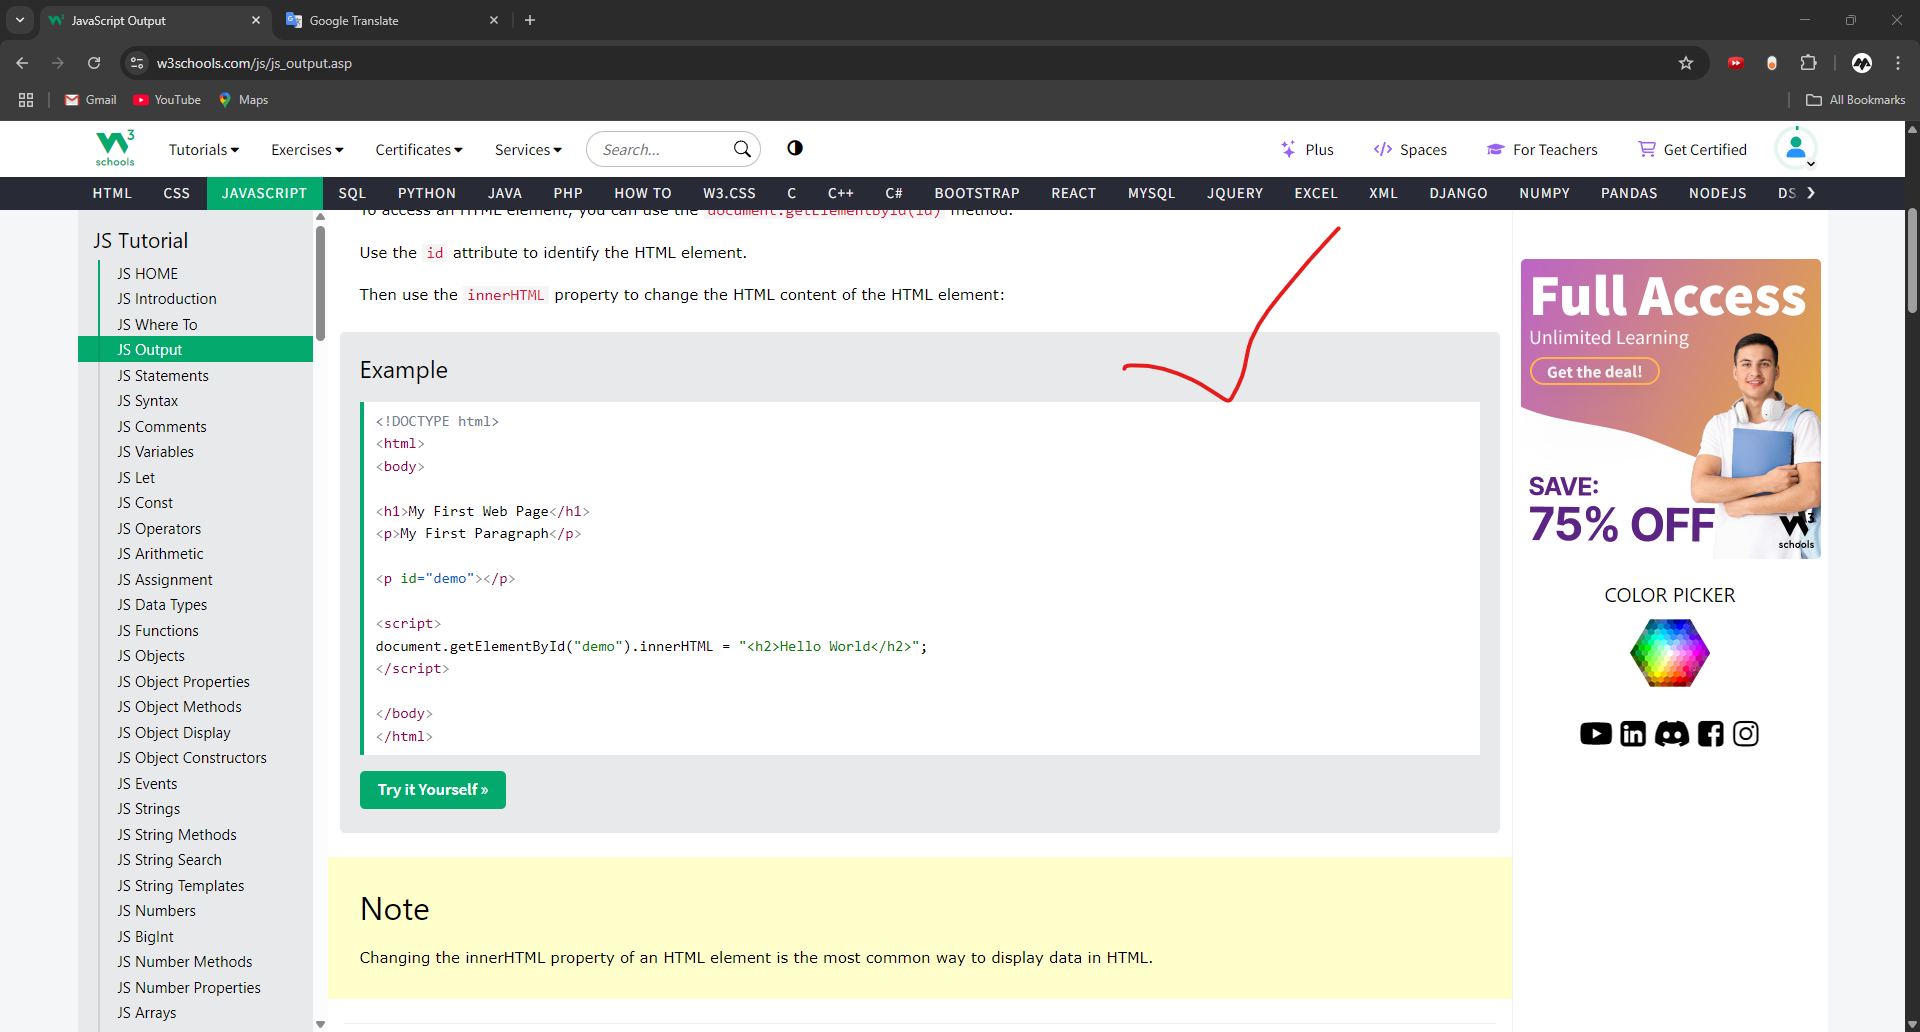 JavaScript Output
Google Translate
w3schools.com/js/js_output.asp
Gmail
YouTube
Maps
All Bookmarks
W3 schools
Tutorials
Exercises
Certificates
Services
Search...
Plus
</> Spaces
For Teachers
Get Certified
HTML CSS JAVASCRIPT SQL PYTHON JAVA PHP HOW TO W3.CSS C C++ C# BOOTSTRAP REACT MYSQL JQUERY EXCEL XML DJANGO NUMPY PANDAS NODEJS DS
JS Tutorial
JS HOME
JS Introduction
JS Where To
JS Output
JS Statements
JS Syntax
JS Comments
JS Variables
JS Let
JS Const
JS Operators
JS Arithmetic
JS Assignment
JS Data Types
JS Functions
JS Objects
JS Object Properties
JS Object Methods
JS Object Display
JS Object Constructors
JS Events
JS Strings
JS String Methods
JS String Search
JS String Templates
JS Numbers
JS BigInt
JS Number Methods
JS Number Properties
JS Arrays
To access an HTML element, you can use the document.getElementById(id) method.
Use the id attribute to identify the HTML element.
Then use the innerHTML property to change the HTML content of the HTML element:
Example
<!DOCTYPE html>
<html>
<body>
<h1>My First Web Page</h1>
<p>My First Paragraph</p>
<p id="demo"></p>
<script>
document.getElementById("demo").innerHTML = "<h2>Hello World</h2>";
</script>
</body>
</html>
Try it Yourself »
Note
Changing the innerHTML property of an HTML element is the most common way to display data in HTML.
Full Access
Unlimited Learning
Get the deal!
SAVE:
75% OFF
W3 schools
COLOR PICKER